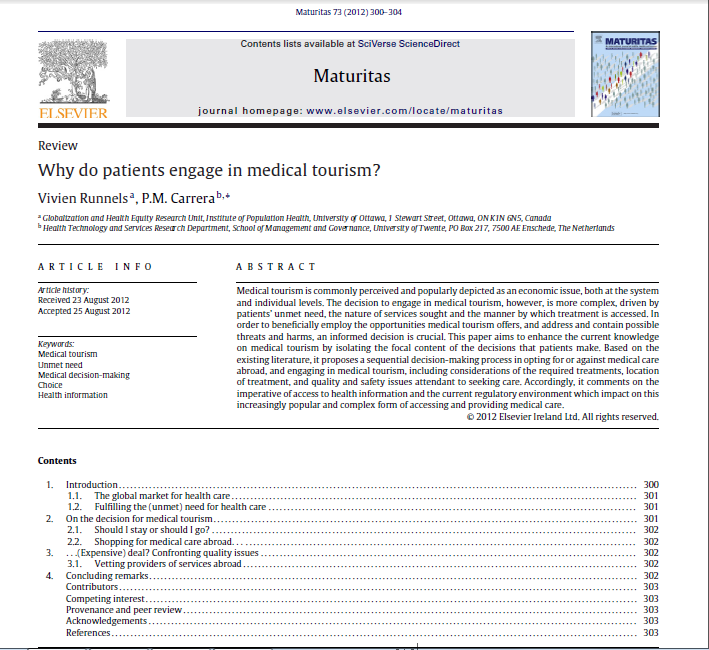 Maturitas 73 (2012) 300–304
Contents lists available at SciVerse ScienceDirect
Maturitas
journal homepage: www.elsevier.com/locate/maturitas
ELSEVIER
MATURITAS
Review
Why do patients engage in medical tourism?
Vivien Runnels a, P.M. Carrera b,*
a Globalization and Health Equity Research Unit, Institute of Population Health, University of Ottawa, 1 Stewart Street, Ottawa, ON K1N 6N5, Canada
b Health Technology and Services Research Department, School of Management and Governance, University of Twente, PO Box 217, 7500 AE Enschede, The Netherlands
ARTICLE INFO
Article history:
Received 23 August 2012
Accepted 25 August 2012
Keywords:
Medical tourism
Unmet need
Medical decision-making
Choice
Health information
ABSTRACT
Medical tourism is commonly perceived and popularly depicted as an economic issue, both at the system
and individual levels. The decision to engage in medical tourism, however, is more complex, driven by
patients' unmet need, the nature of services sought and the manner by which treatment is accessed. In
order to beneficially employ the opportunities medical tourism offers, and address and contain possible
threats and harms, an informed decision is crucial. This paper aims to enhance the current knowledge
on medical tourism by isolating the focal content of the decisions that patients make. Based on the
existing literature, it proposes a sequential decision-making process in opting for or against medical care
abroad, and engaging in medical tourism, including considerations of the required treatments, location
of treatment, and quality and safety issues attendant to seeking care. Accordingly, it comments on the
imperative of access to health information and the current regulatory environment which impact on this
increasingly popular and complex form of accessing and providing medical care.
© 2012 Elsevier Ireland Ltd. All rights reserved.
Contents
1. Introduction 300
1.1. The global market for health care 301
1.2. Fulfilling the (unmet) need for health care 301
2. On the decision for medical tourism 301
2.1. Should I stay or should I go? 302
2.2. Shopping for medical care abroad... 302
3. ...(Expensive) deal? Confronting quality issues 302
3.1. Vetting providers of services abroad 302
4. Concluding remarks 302
Contributors 303
Competing interest 303
Provenance and peer review 303
Acknowledgements 303
References 303